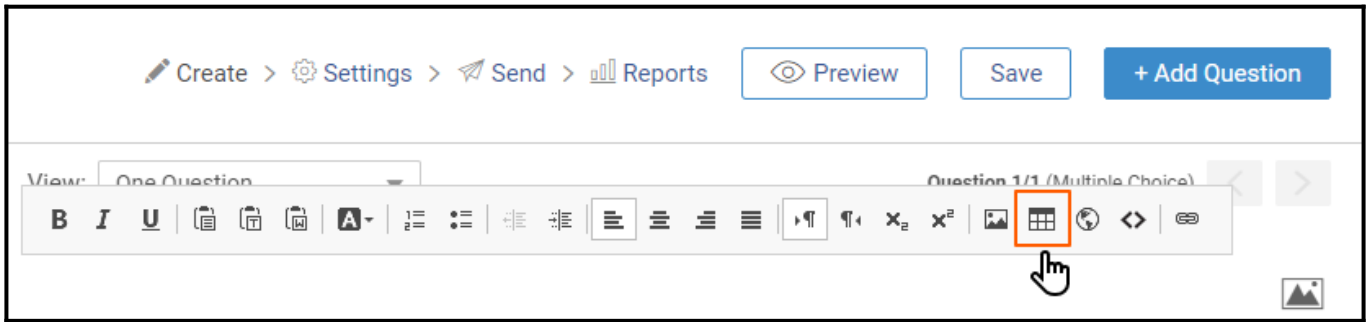 Create > Settings > Send > Reports Preview Save + Add Question
View: One Question Question 1/1 (Multiple Choice)
B I U A